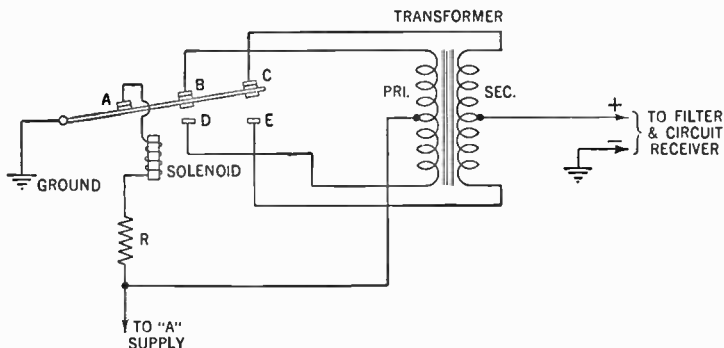 TRANSFORMER
C
B
A
PRI.
SEC.
D
E
+
−
TO FILTER
& CIRCUIT
RECEIVER
SOLENOID
GROUND
R
TO "A"
SUPPLY